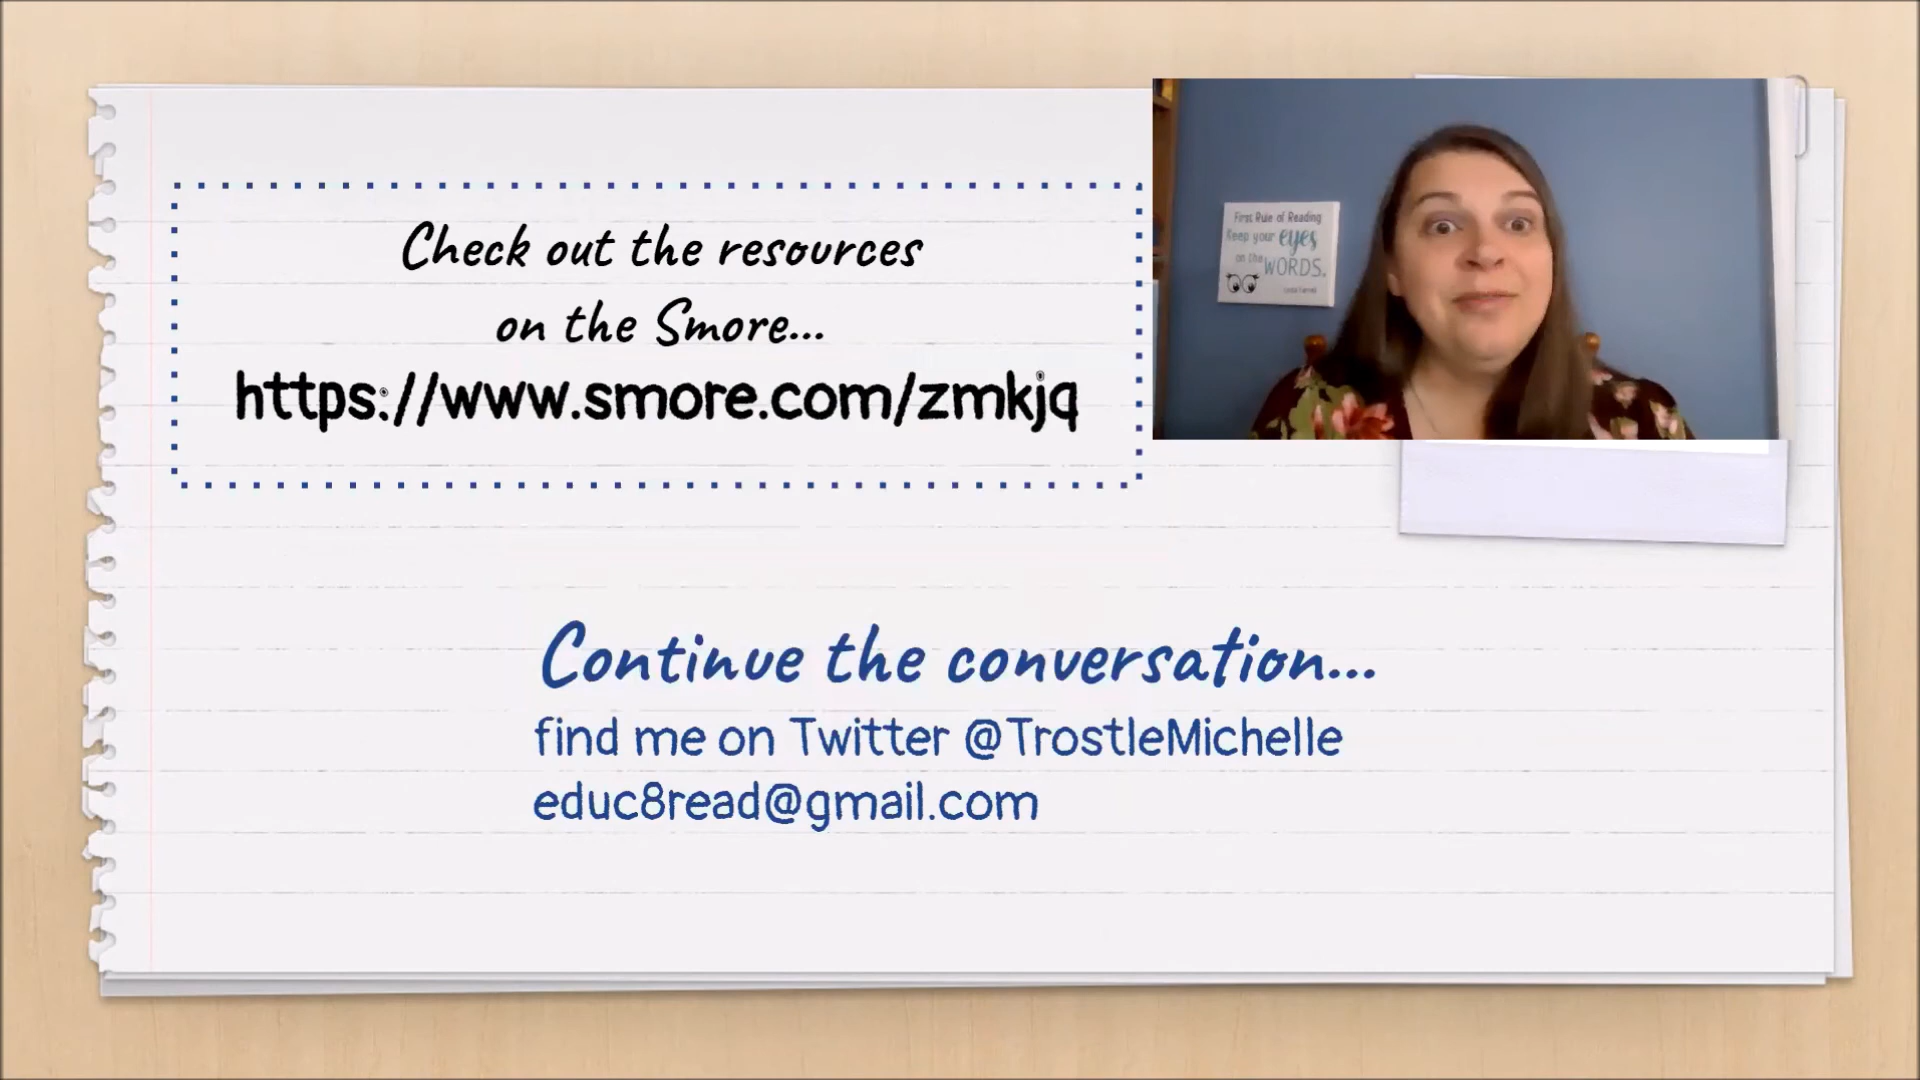 Check out the resources
on the Smore...
https://www.smore.com/zmkjq
First Rule of Reading
Keep your eyes
on the WORDS.
Continue the conversation...
find me on Twitter @TrostleMichelle
educ8read@gmail.com